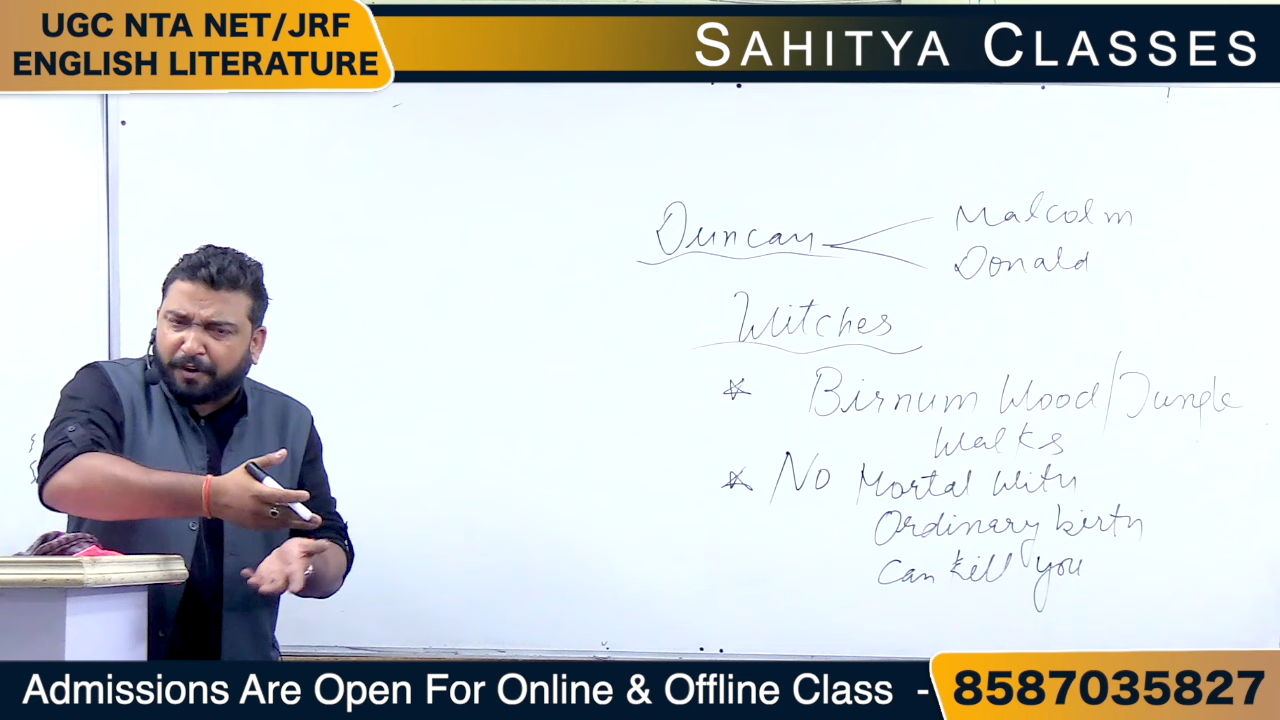 UGC NTA NET/JRF
ENGLISH LITERATURE
SAHITYA CLASSES
Duncan
Malcolm
Donald
Witches
Birnum Wood/Jungle
Walks
No Mortal With
Ordinary birth
can kill you
Admissions Are Open For Online & Offline Class - 8587035827